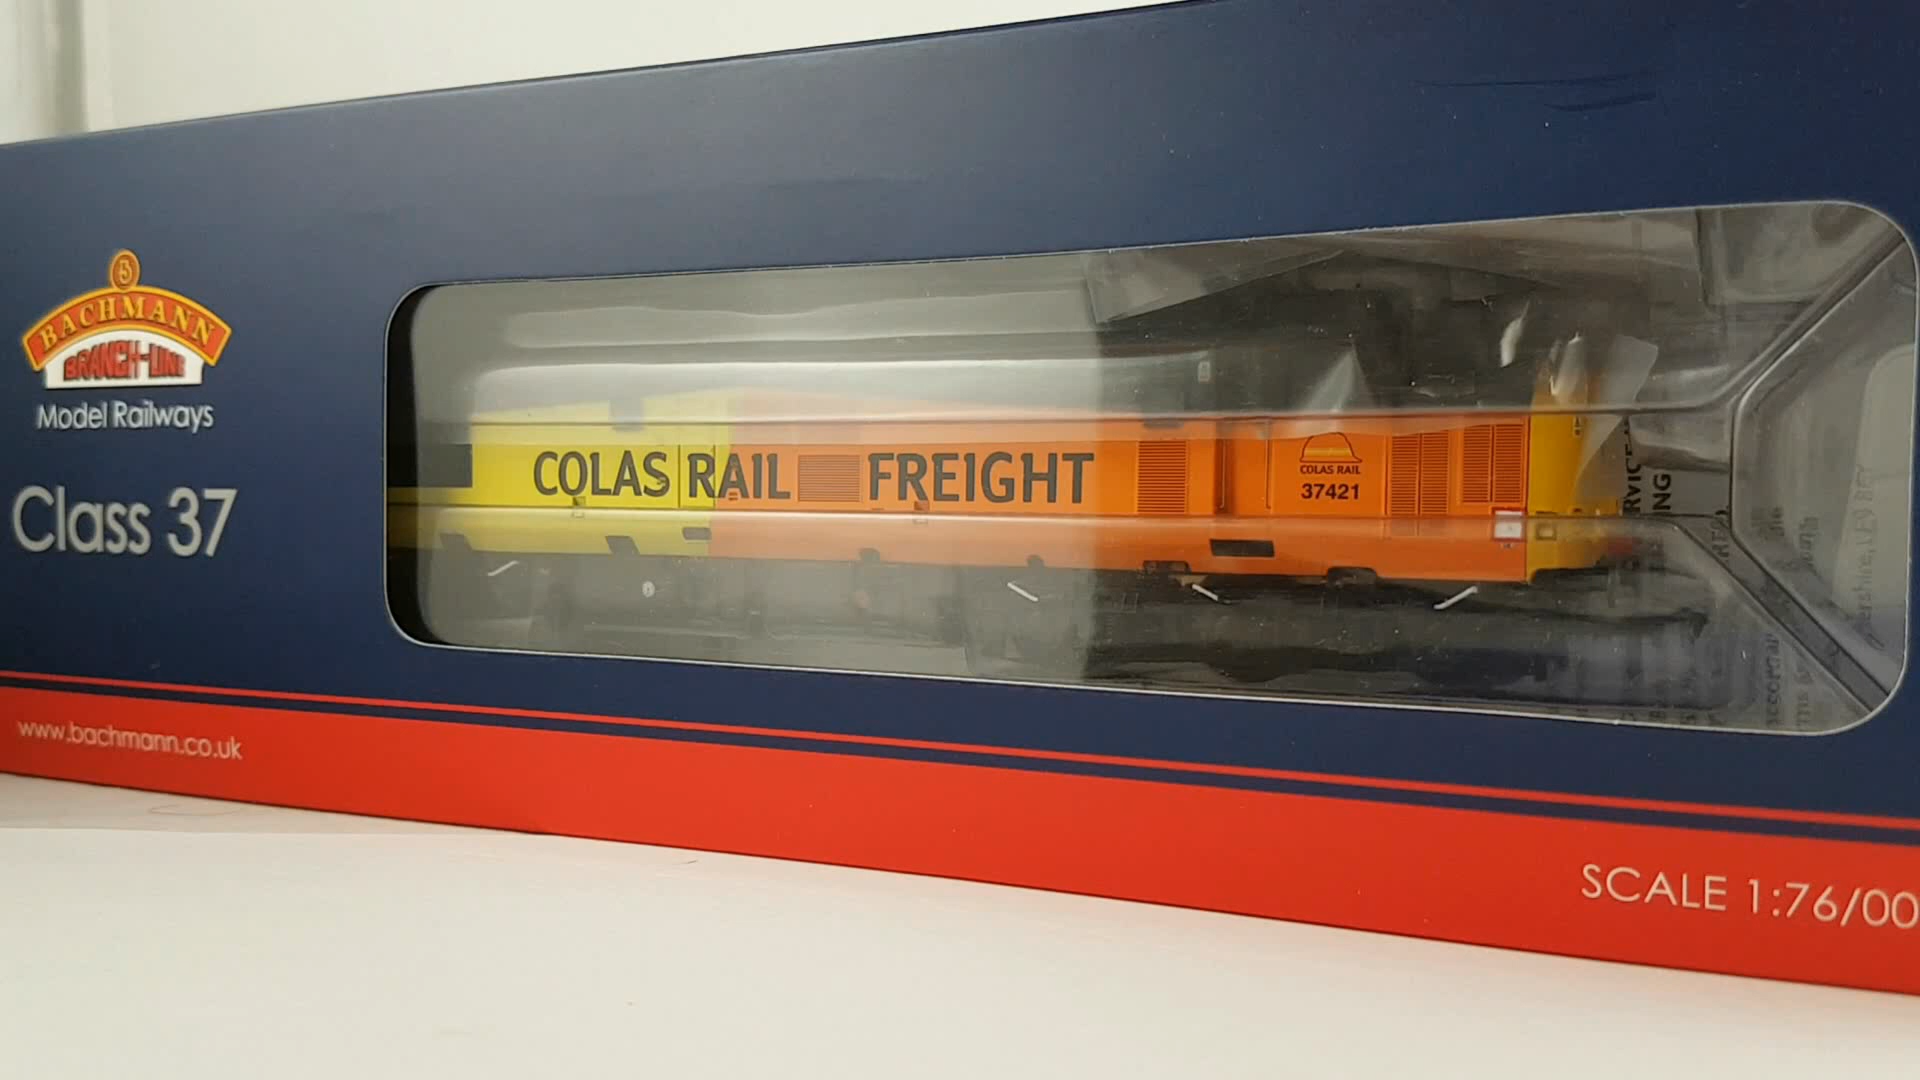 BACHMANN
BRANCH-LINE
Model Railways
Class 37
COLAS RAIL FREIGHT
COLAS RAIL
37421
www.bachmann.co.uk
SCALE 1:76/00